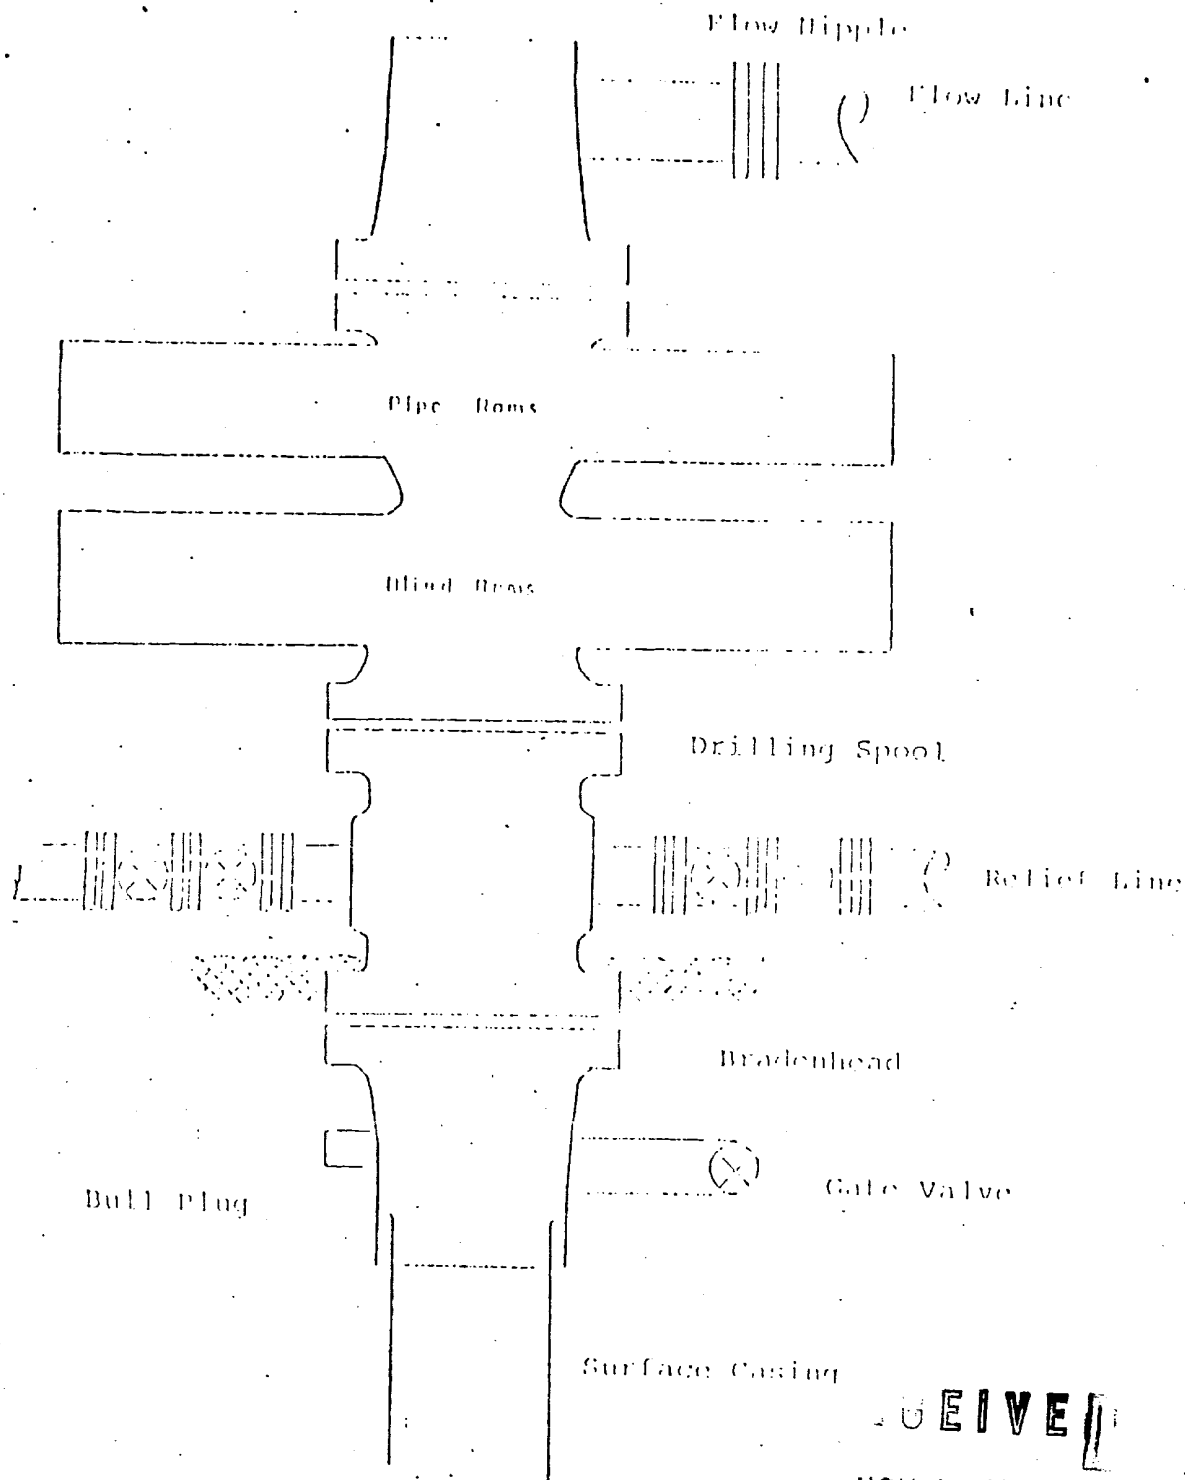 Flow Nipple
Flow Line
Pipe Rams
Blind Rams
Drilling Spool
Relief Line
Bradenhead
Bull Plug
Gate Valve
Surface Casing